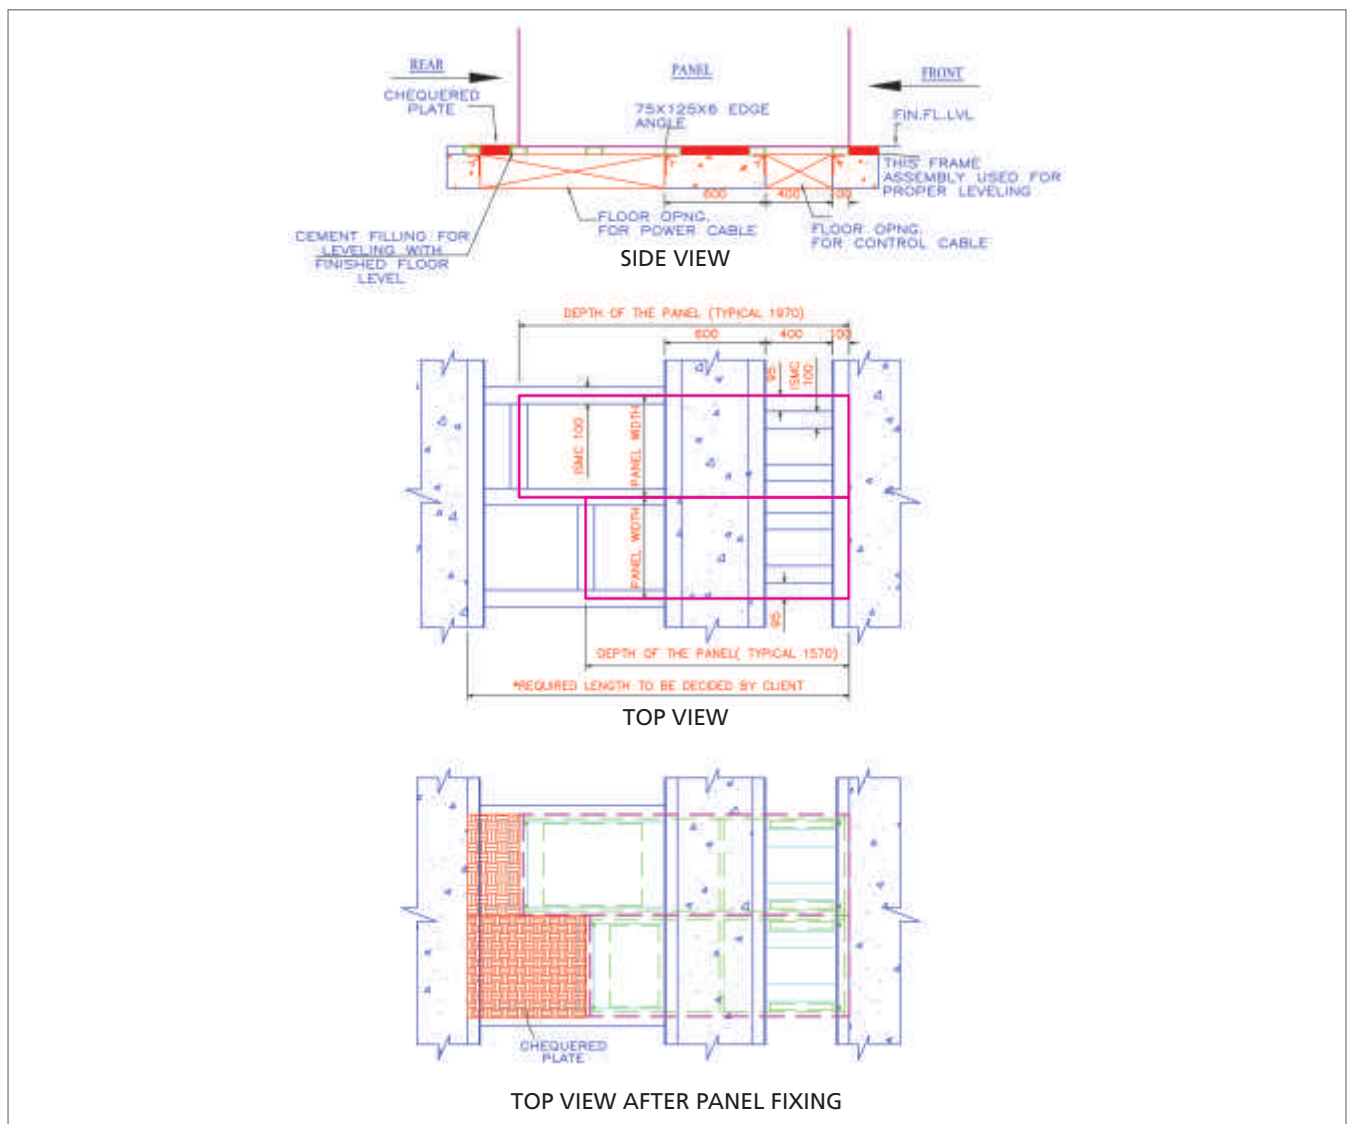 REAR
PANEL
FRONT
CHEQUERED
PLATE
75X125X6 EDGE
ANGLE
FIN.FL.LVL
THIS FRAME
ASSEMBLY USED FOR
PROPER LEVELING
600
400
100
FLOOR OPNG.
FOR POWER CABLE
FLOOR OPNG.
FOR CONTROL CABLE
CEMENT FILLING FOR
LEVELING WITH
FINISHED FLOOR
LEVEL
SIDE VIEW
DEPTH OF THE PANEL (TYPICAL 1970)
600
400
100
95
ISMC
100
ISMC 100
PANEL WIDTH
PANEL WIDTH
95
DEPTH OF THE PANEL( TYPICAL 1570)
*REQUIRED LENGTH TO BE DECIDED BY CLIENT
TOP VIEW
CHEQUERED
PLATE
TOP VIEW AFTER PANEL FIXING